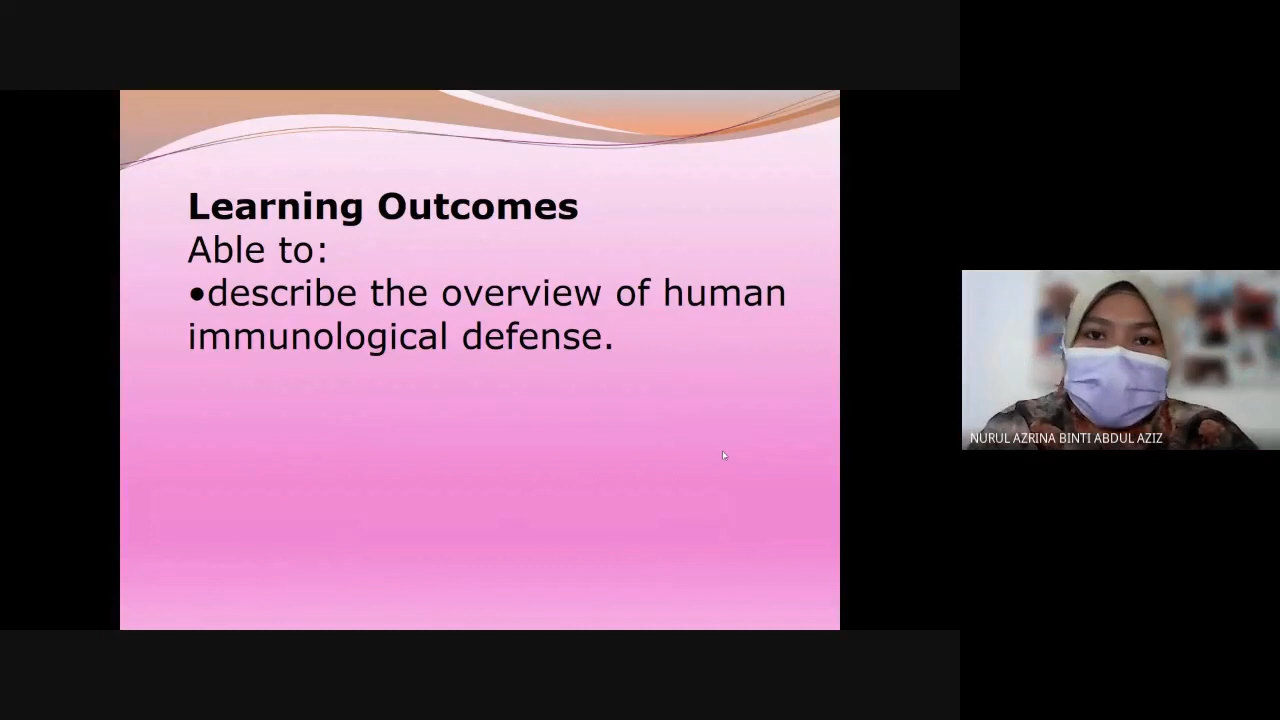 Learning Outcomes
Able to:
•describe the overview of human
immunological defense.
NURUL AZRINA BINTI ABDUL AZIZ